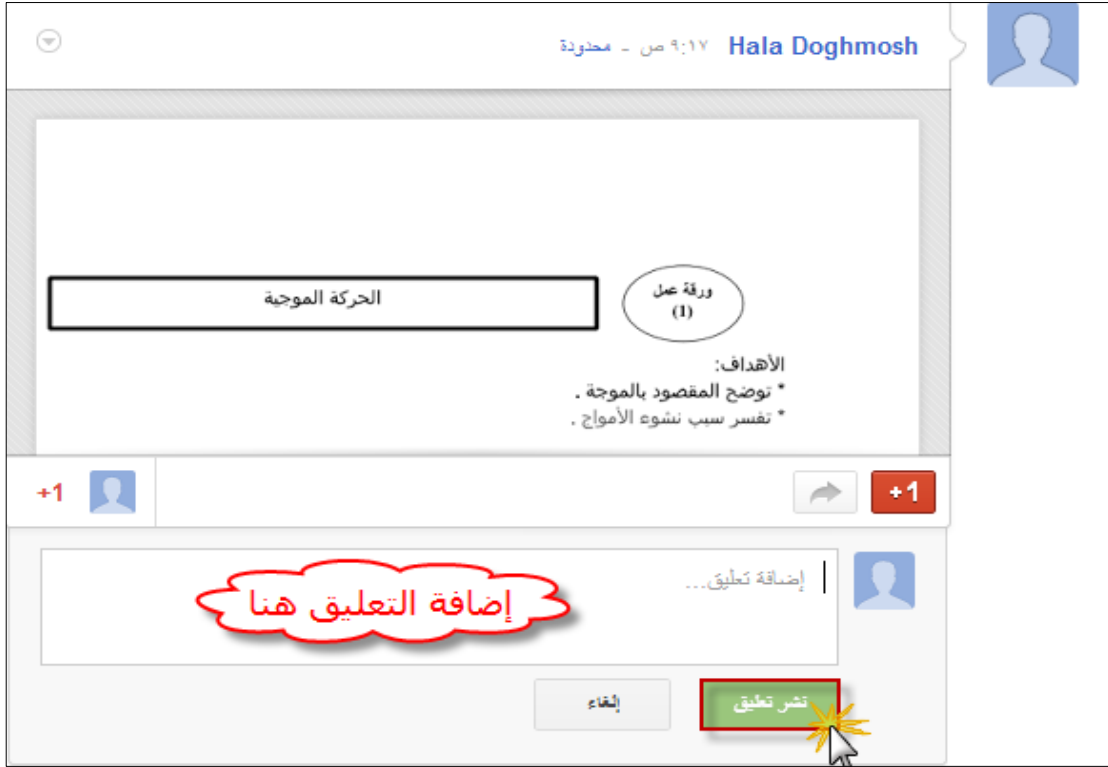 Hala Doghmosh ٩:١٧ ص - محدودة
ورقة عمل
(1)
الحركة الموجية
الأهداف:
* توضح المقصود بالموجة .
* تفسر سبب نشوء الأمواج .
+1
+1
إضافة تعليق...
إضافة التعليق هنا
نشر تعليق
إلغاء